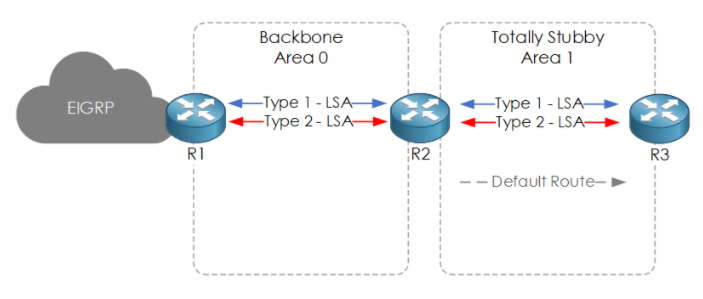 Backbone
Area 0
Totally Stubby
Area 1
EIGRP
Type 1 - LSA
Type 2 - LSA
Type 1 - LSA
Type 2 - LSA
R1
R2
R3
Default Route